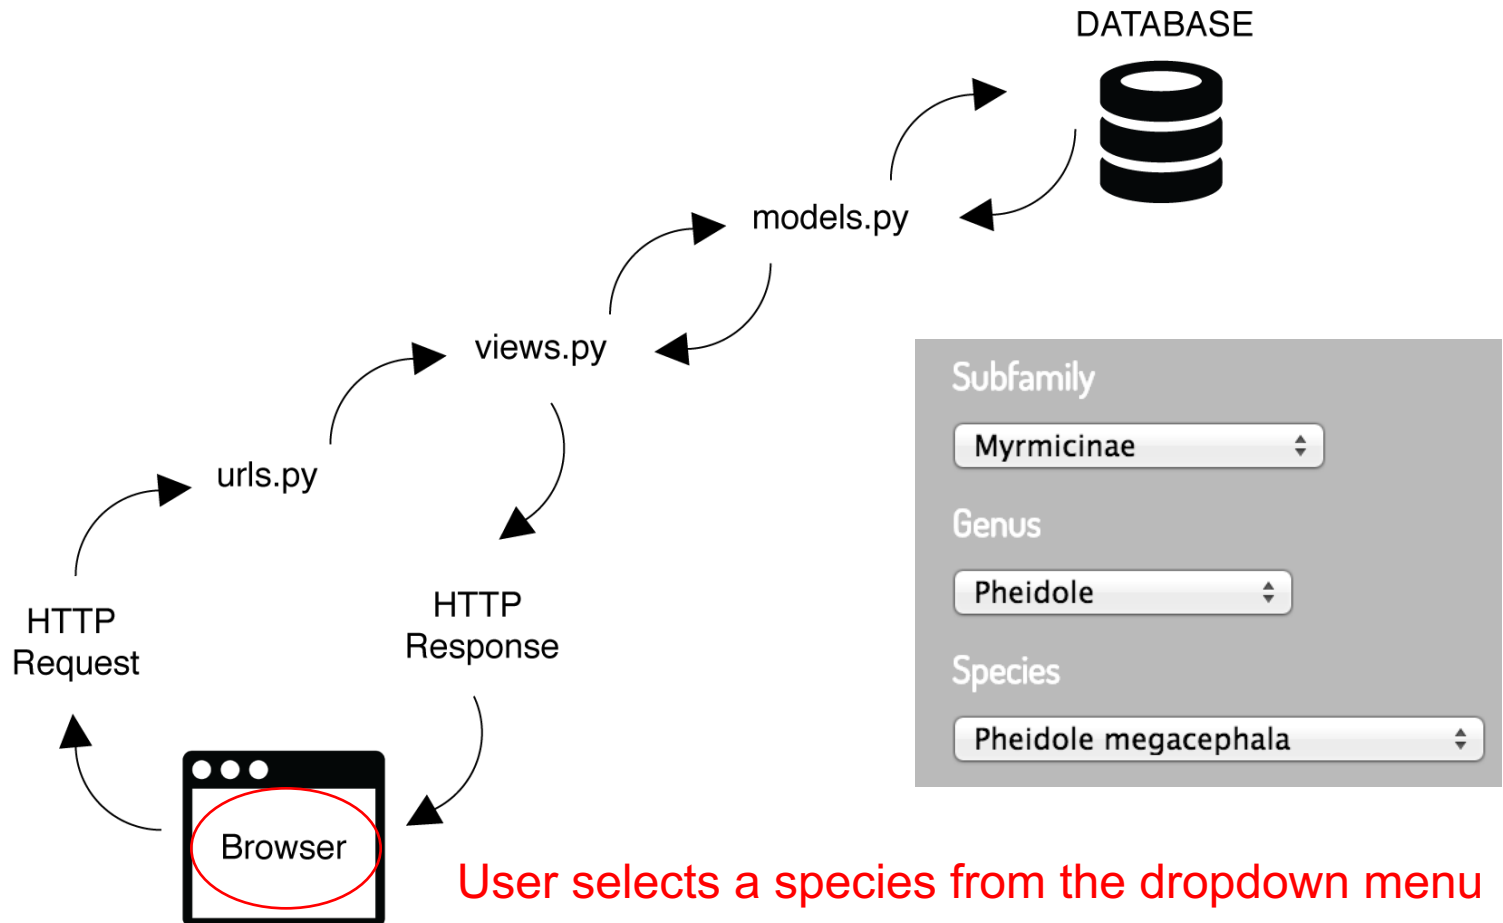 DATABASE
models.py
views.py
urls.py
HTTP
Request
HTTP
Response
Browser
Subfamily
Myrmicinae
Genus
Pheidole
Species
Pheidole megacephala
User selects a species from the dropdown menu